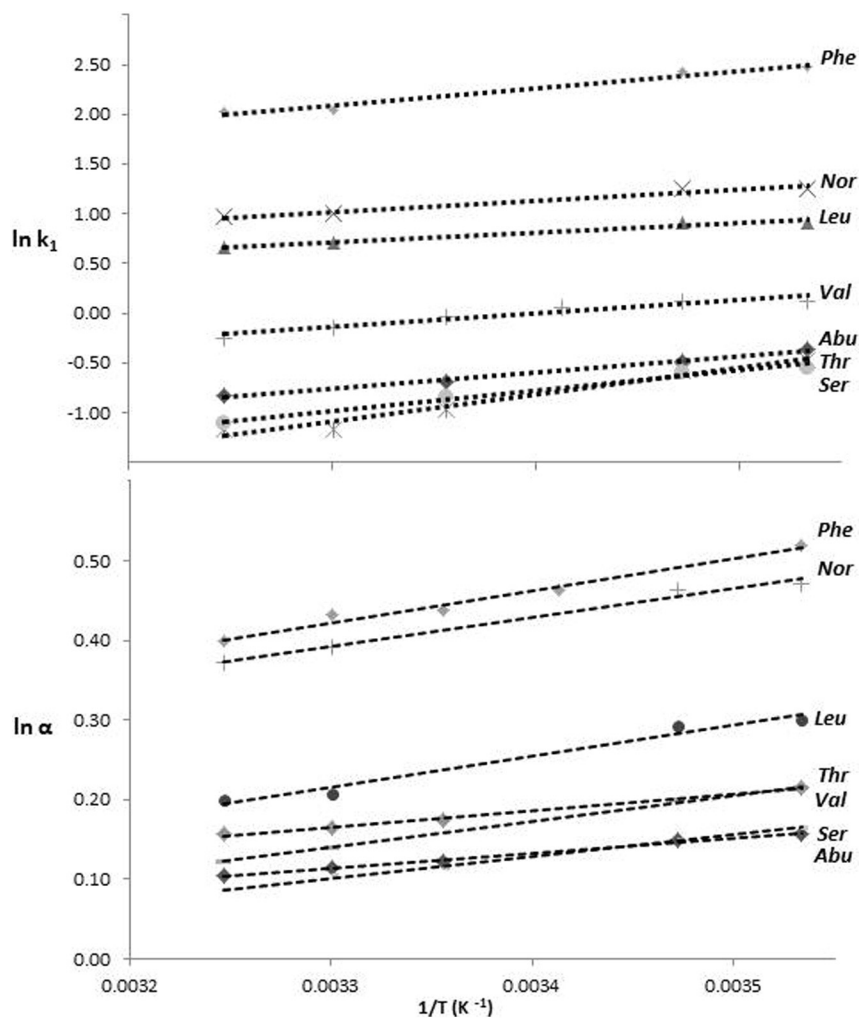 2.50
2.00
1.50
1.00
0.50
0.00
-0.50
-1.00
ln k1
Phe
Nor
Leu
Val
Abu
Thr
Ser
0.50
0.40
0.30
0.20
0.10
0.00
ln α
Phe
Nor
Leu
Thr
Val
Ser
Abu
0.0032
0.0033
0.0034
0.0035
1/T (K -1)